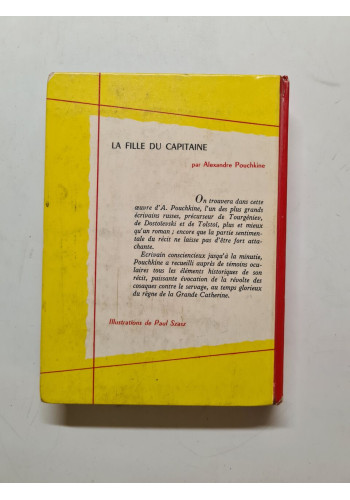 LA FILLE DU CAPITAINE
par Alexandre Pouchkine
On trouvera dans cette
œuvre d'A. Pouchkine, l'un des plus grands
écrivains russes, précurseur de Tourgéniev,
de Dostoïevski et de Tolstoï, plus et mieux
qu'un roman ; encore que la partie sentimen-
tale du récit ne laisse pas d'être fort atta-
chante.
Ecrivain consciencieux jusqu'à la minutie,
Pouchkine a recueilli auprès de témoins ocu-
laires tous les éléments historiques de son
récit, puissante évocation de la révolte des
cosaques contre le servage, au temps glorieux
du règne de la Grande Catherine.
Illustrations de Paul Szasz